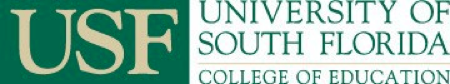 USF
UNIVERSITY OF
SOUTH FLORIDA
COLLEGE OF EDUCATION